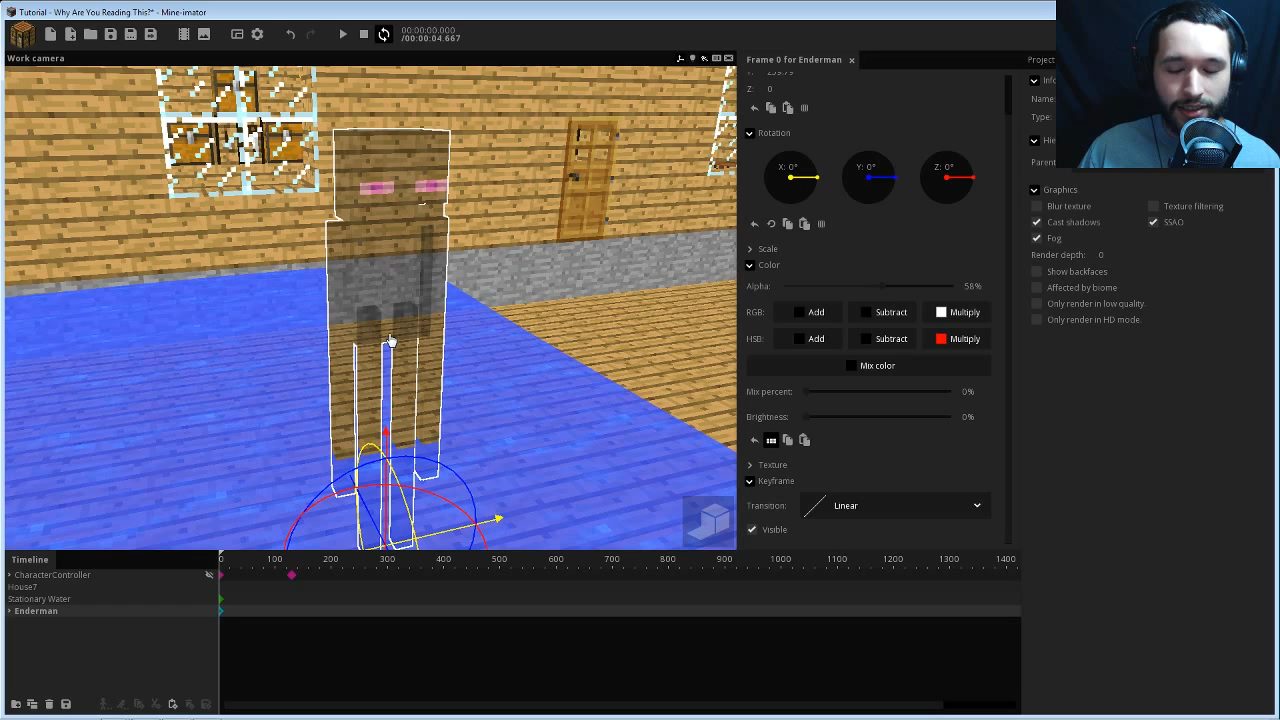 Tutorial - Why Are You Reading This?* - Mine-imator
00:00:00.000
/00:00:04.667
Work camera
Frame 0 for Enderman
Z: 0
Rotation
X: 0° Y: 0° Z: 0°
Scale
Color
Alpha: 58%
RGB: Add Subtract Multiply
HSB: Add Subtract Multiply
Mix color
Mix percent: 0%
Brightness: 0%
Texture
Keyframe
Transition: Linear
Visible
Graphics
Blur texture Texture filtering
Cast shadows SSAO
Fog
Render depth: 0
Show backfaces
Affected by biome
Only render in low quality.
Only render in HD mode.
Timeline
0 100 200 300 400 500 600 700 800 900 1000 1100 1200 1300 1400
CharacterController
House7
Stationary Water
Enderman